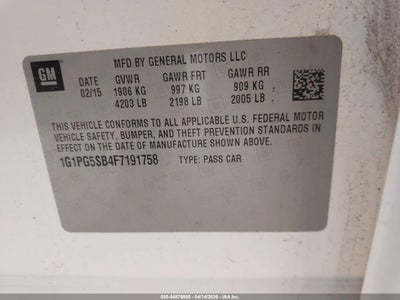 MFD BY GENERAL MOTORS LLC
GM
DATE GVWR GAWR FRT GAWR RR
02/15 1906 KG 997 KG 909 KG
4203 LB 2198 LB 2005 LB
THIS VEHICLE CONFORMS TO ALL APPLICABLE U.S. FEDERAL MOTOR
VEHICLE SAFETY, BUMPER, AND THEFT PREVENTION STANDARDS IN
EFFECT ON THE DATE OF MANUFACTURE SHOWN ABOVE.
1G1PG5SB4F7191758 TYPE: PASS CAR